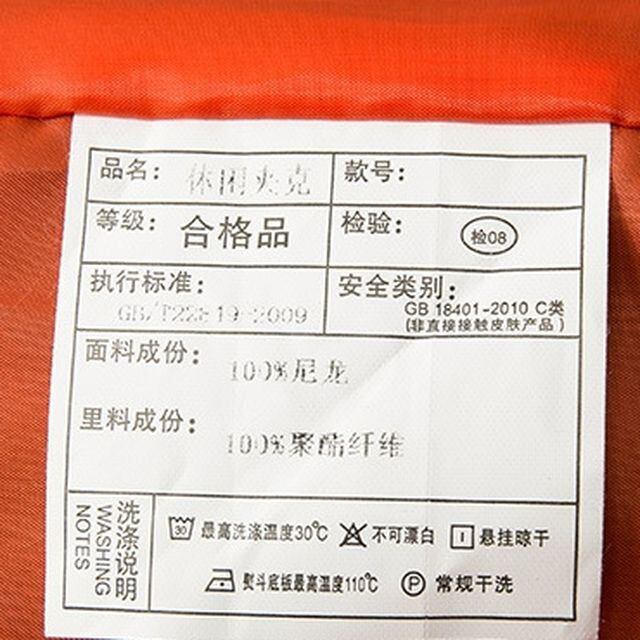 品名： 休闲夹克 款号：
等级： 合格品 检验： 检08
执行标准： 安全类别：
GB 18401-2010 C类
(非直接接触皮肤产品)
面料成份： 100%尼龙
里料成份： 100%聚酯纤维
洗涤说明
WASHING
NOTES
30 最高洗涤温度30℃ 不可漂白 悬挂晾干
熨斗底板最高温度110℃ P 常规干洗